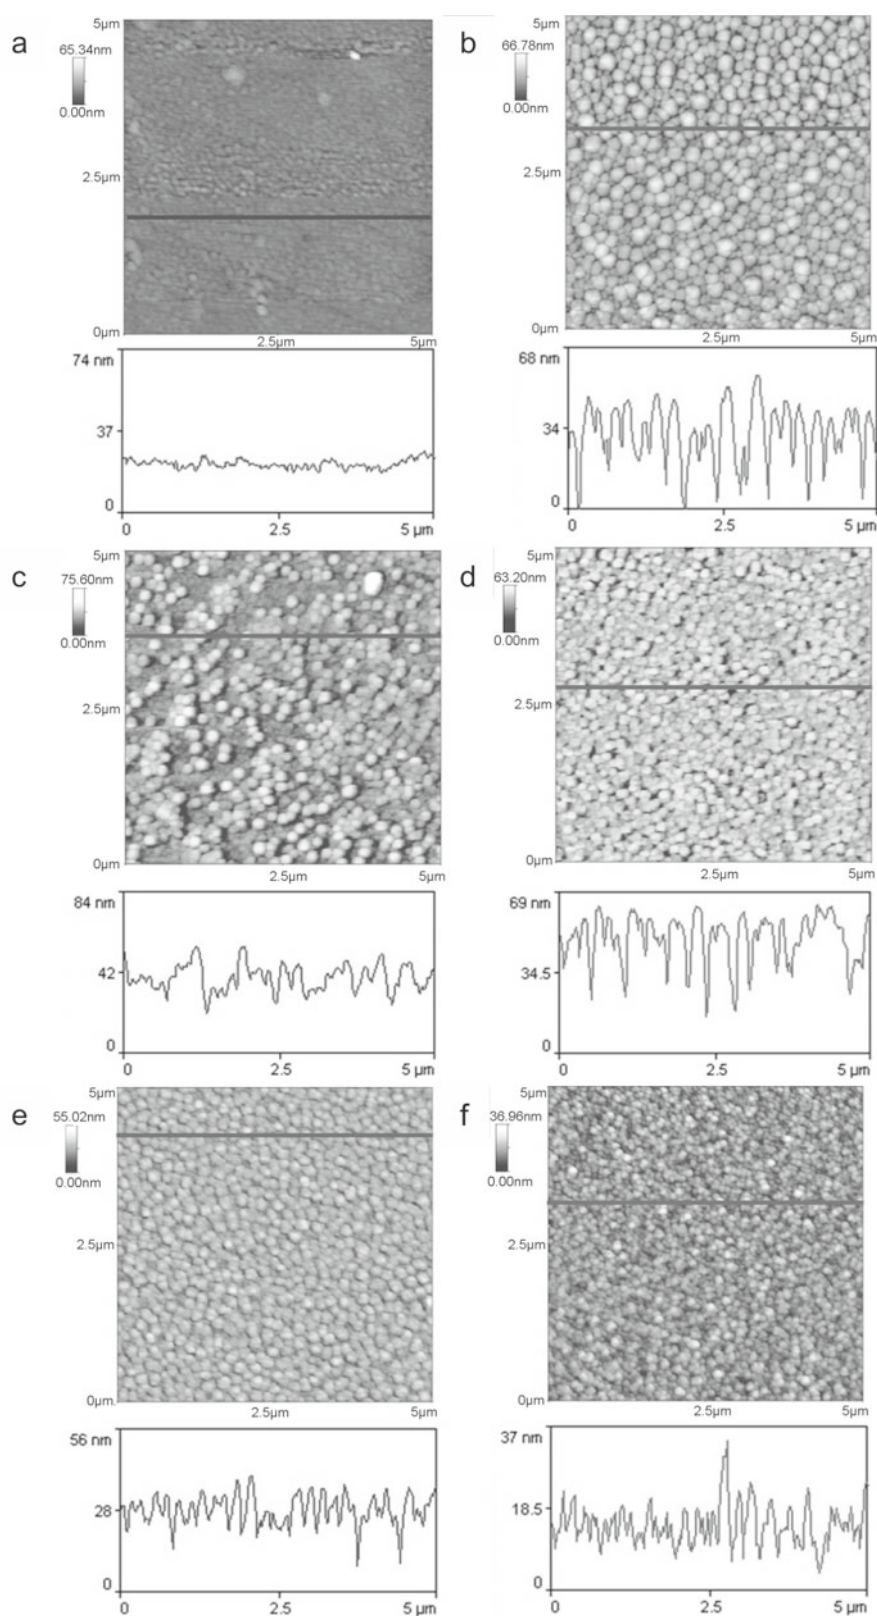 a
65.34nm
0.00nm
5µm
2.5µm
0µm
2.5µm
5µm
74 nm
37
0
0
2.5
5 µm
b
66.78nm
0.00nm
5µm
2.5µm
0µm
2.5µm
5µm
68 nm
34
0
0
2.5
5 µm
c
75.60nm
0.00nm
5µm
2.5µm
0µm
2.5µm
5µm
84 nm
42
0
0
2.5
5 µm
d
63.20nm
0.00nm
5µm
2.5µm
0µm
2.5µm
5µm
69 nm
34.5
0
0
2.5
5 µm
e
55.02nm
0.00nm
5µm
2.5µm
0µm
2.5µm
5µm
56 nm
28
0
0
2.5
5 µm
f
36.96nm
0.00nm
5µm
2.5µm
0µm
2.5µm
5µm
37 nm
18.5
0
0
2.5
5 µm